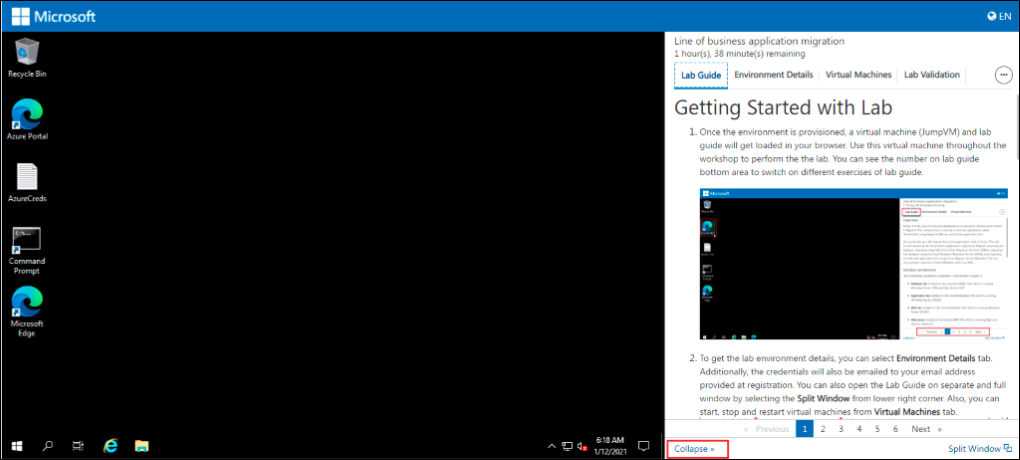 Microsoft
EN
Recycle Bin
Azure Portal
AzureCreds
Command
Prompt
Microsoft
Edge
6:18 AM
1/12/2021
Line of business application migration
1 hour(s), 38 minute(s) remaining
Lab Guide
Environment Details
Virtual Machines
Lab Validation
Getting Started with Lab
1. Once the environment is provisioned, a virtual machine (JumpVM) and lab
guide will get loaded in your browser. Use this virtual machine throughout the
workshop to perform the the lab. You can see the number on lab guide
bottom area to switch on different exercises of lab guide.
Microsoft
Lab Guide
Environment Details
Virtual Machines
2. To get the lab environment details, you can select Environment Details tab.
Additionally, the credentials will also be emailed to your email address
provided at registration. You can also open the Lab Guide on separate and full
window by selecting the Split Window from lower right corner. Also, you can
start, stop and restart virtual machines from Virtual Machines tab.
« Previous 1 2 3 4 5 6 Next »
Collapse »
Split Window